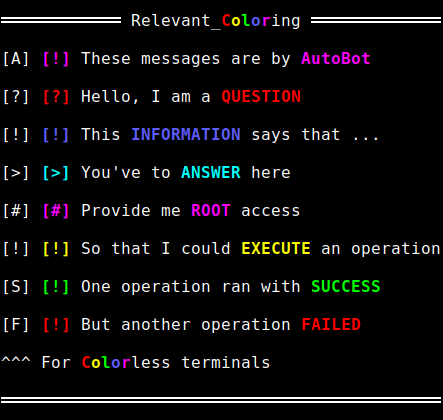 Relevant_Coloring
[A] [!] These messages are by AutoBot
[?] [?] Hello, I am a QUESTION
[!] [!] This INFORMATION says that ...
[>] [>] You've to ANSWER here
[#] [#] Provide me ROOT access
[!] [!] So that I could EXECUTE an operation
[S] [!] One operation ran with SUCCESS
[F] [!] But another operation FAILED
^^^ For Colorless terminals